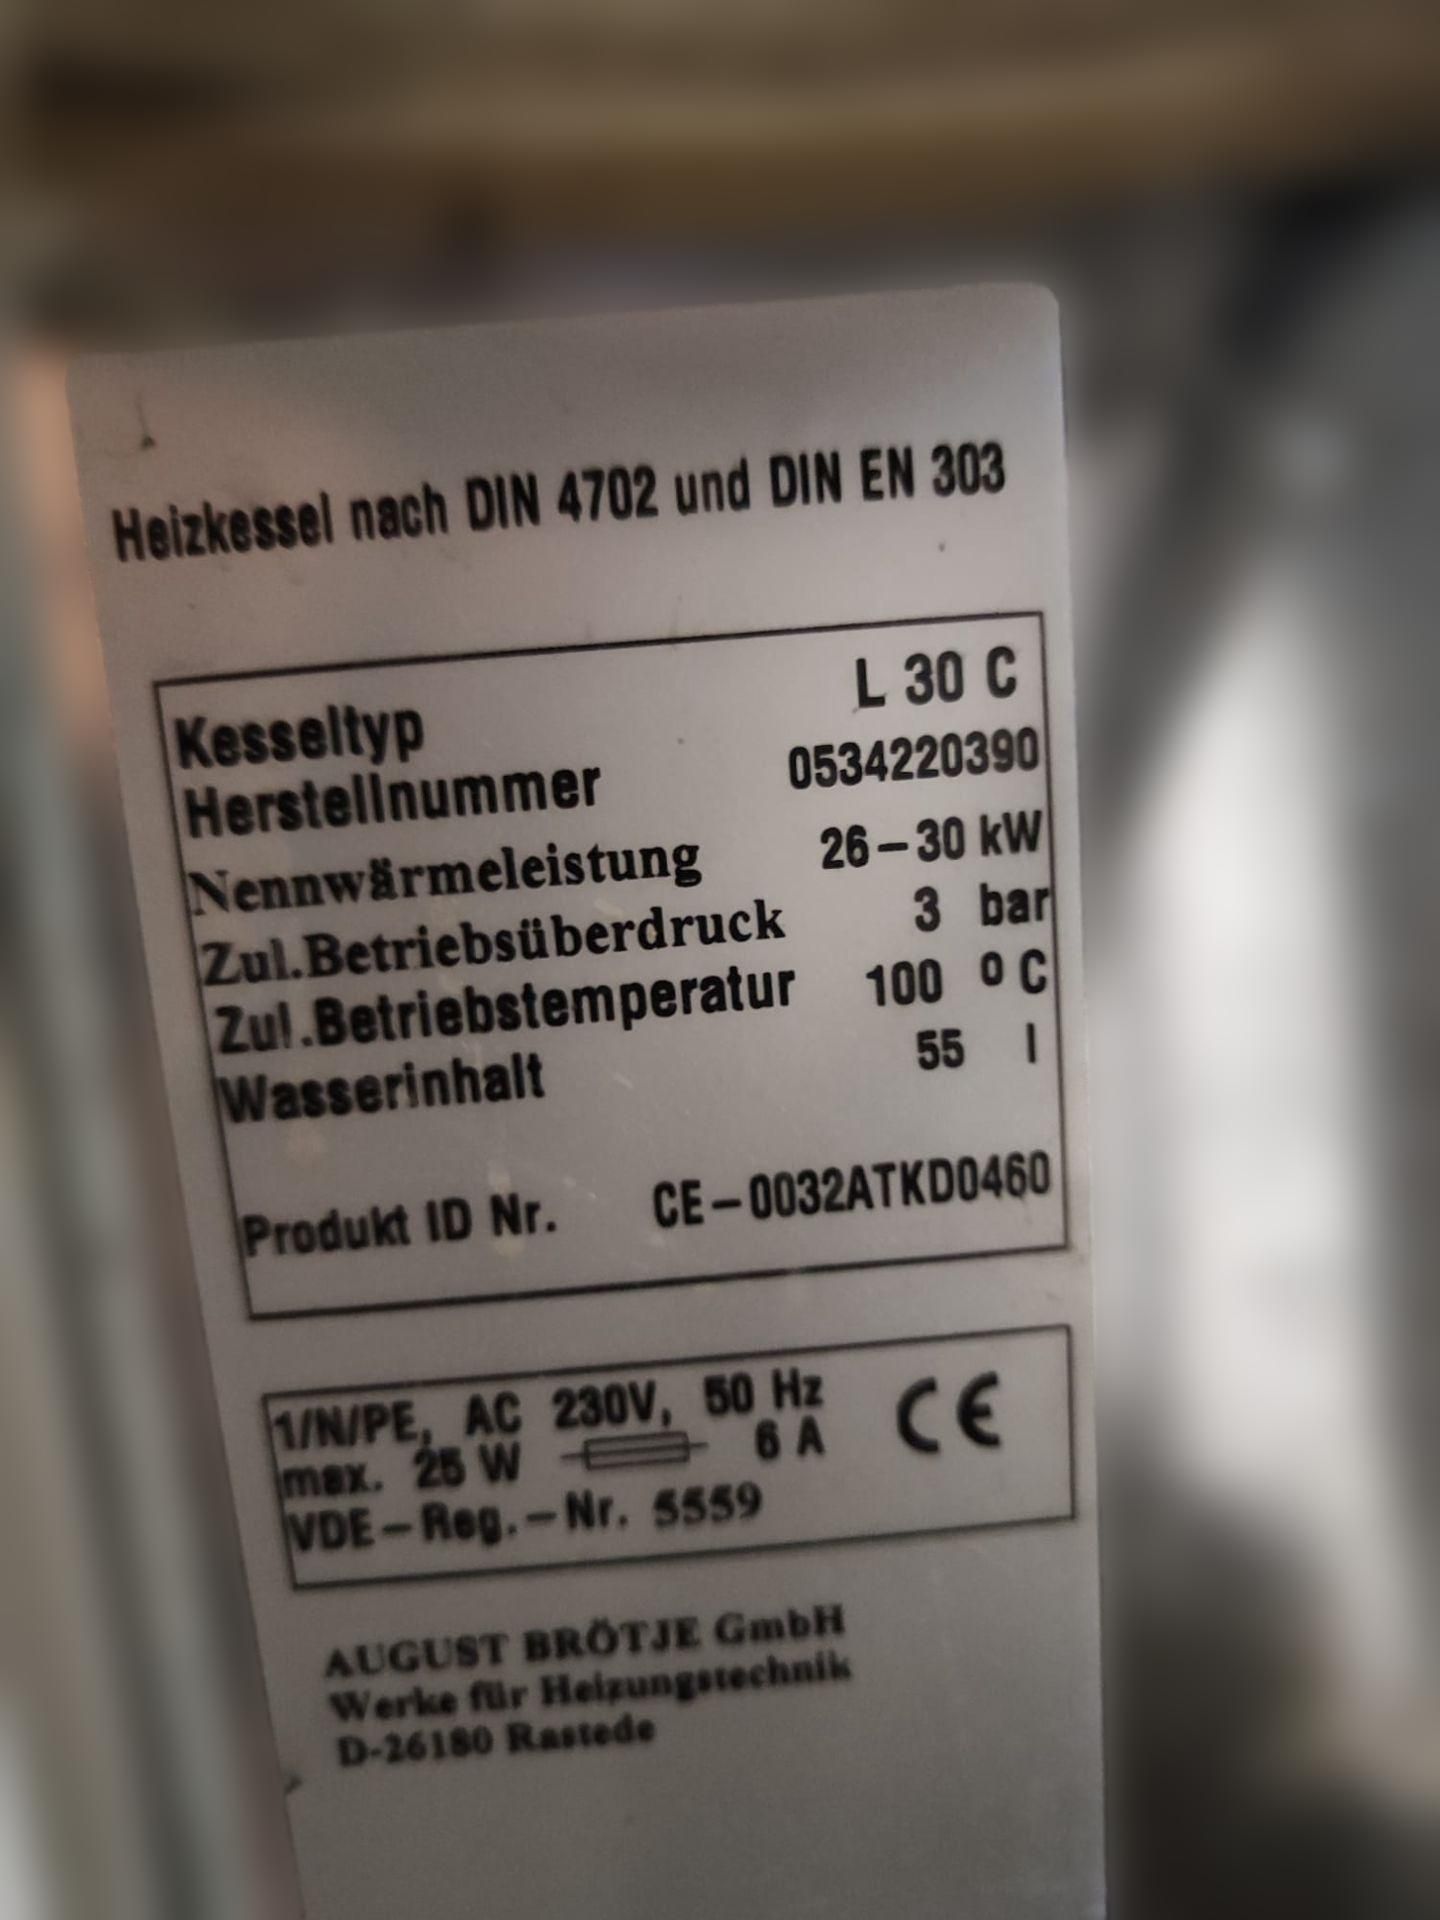 Heizkessel nach DIN 4702 und DIN EN 303
Kesseltyp L 30 C
Herstellnummer 0534220390
Nennwärmeleistung 26-30 kW
Zul.Betriebsüberdruck 3 bar
Zul.Betriebstemperatur 100 °C
Wasserinhalt 55 l
Produkt ID Nr. CE-0032ATKD0460
1/N/PE, AC 230V, 50 Hz CE
max. 25 W 6 A
VDE-Reg.-Nr. 5559
AUGUST BRÖTJE GmbH
Werke für Heizungstechnik
D-26180 Rastede